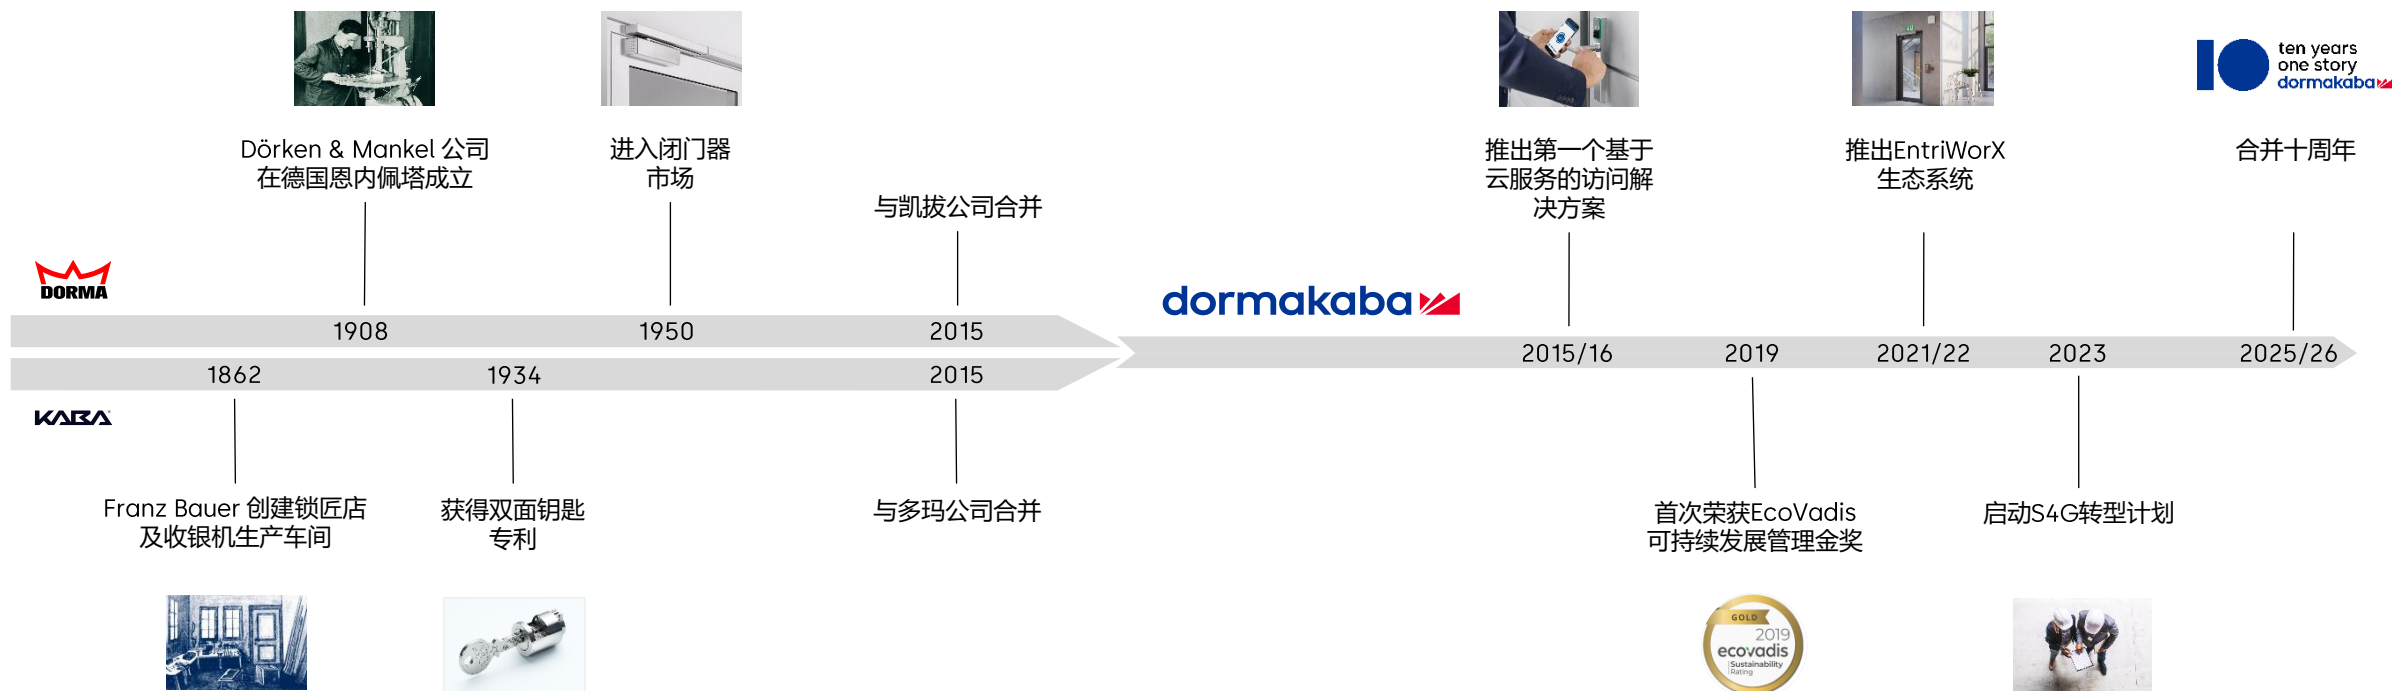 ten years
one story
dormakaba
Dörken & Mankel 公司
在德国恩内佩塔成立
进入闭门器
市场
与凯拔公司合并
推出第一个基于
云服务的访问解
决方案
推出EntriWorX
生态系统
合并十周年
DORMA
dormakaba
1908
1950
2015
1862
1934
2015
2015/16
2019
2021/22
2023
2025/26
KABA
Franz Bauer 创建锁匠店
及收银机生产车间
获得双面钥匙
专利
与多玛公司合并
首次荣获EcoVadis
可持续发展管理金奖
启动S4G转型计划
GOLD
2019
ecovadis
Sustainability
Rating